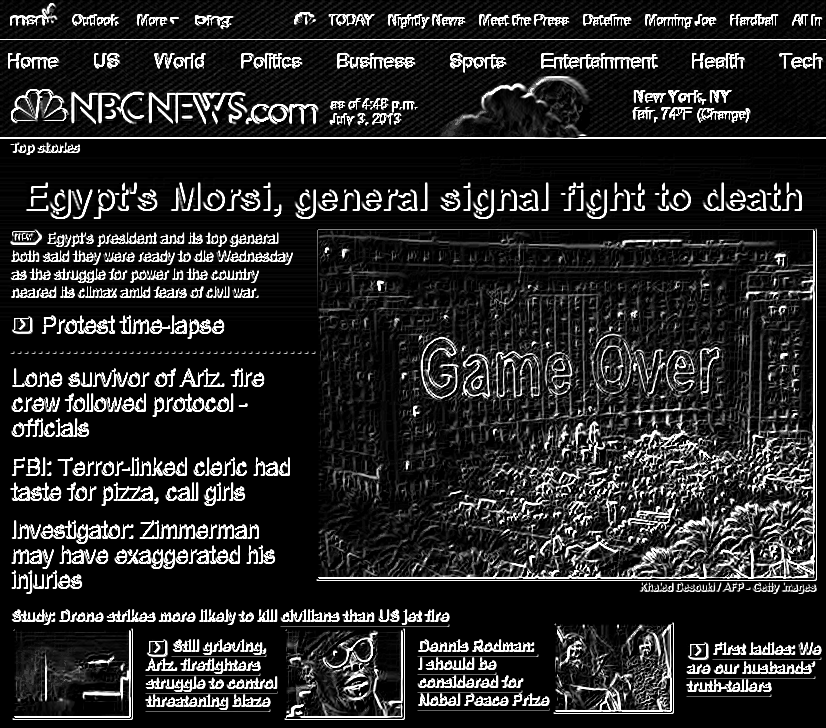 msn Outlook More bing TODAY Nightly News Meet the Press Dateline Morning Joe Hardball All In
Home US World Politics Business Sports Entertainment Health Tech
NBCNEWS.com as of 4:48 p.m. New York, NY
July 3, 2013 fair, 74°F (Change)
Top stories
Egypt's Morsi, general signal fight to death
NEW Egypt's president and its top general
both said they were ready to die Wednesday
as the struggle for power in the country
neared its climax amid fears of civil war.
Protest time-lapse
Game Over
Lone survivor of Ariz. fire
crew followed protocol -
officials
FBI: Terror-linked cleric had
taste for pizza, call girls
Investigator: Zimmerman
may have exaggerated his
injuries
Khaled Desouki / AFP - Getty Images
Study: Drone strikes more likely to kill civilians than US jet fire
Still grieving,
Ariz. firefighters
struggle to control
threatening blaze
Dennis Rodman:
I should be
considered for
Nobel Peace Prize
First ladies: We
are our husbands'
truth-tellers